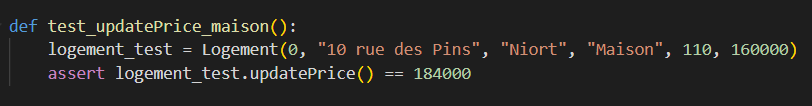 def test_updatePrice_maison():
    logement_test = Logement(0, "10 rue des Pins", "Niort", "Maison", 110, 160000)
    assert logement_test.updatePrice() == 184000